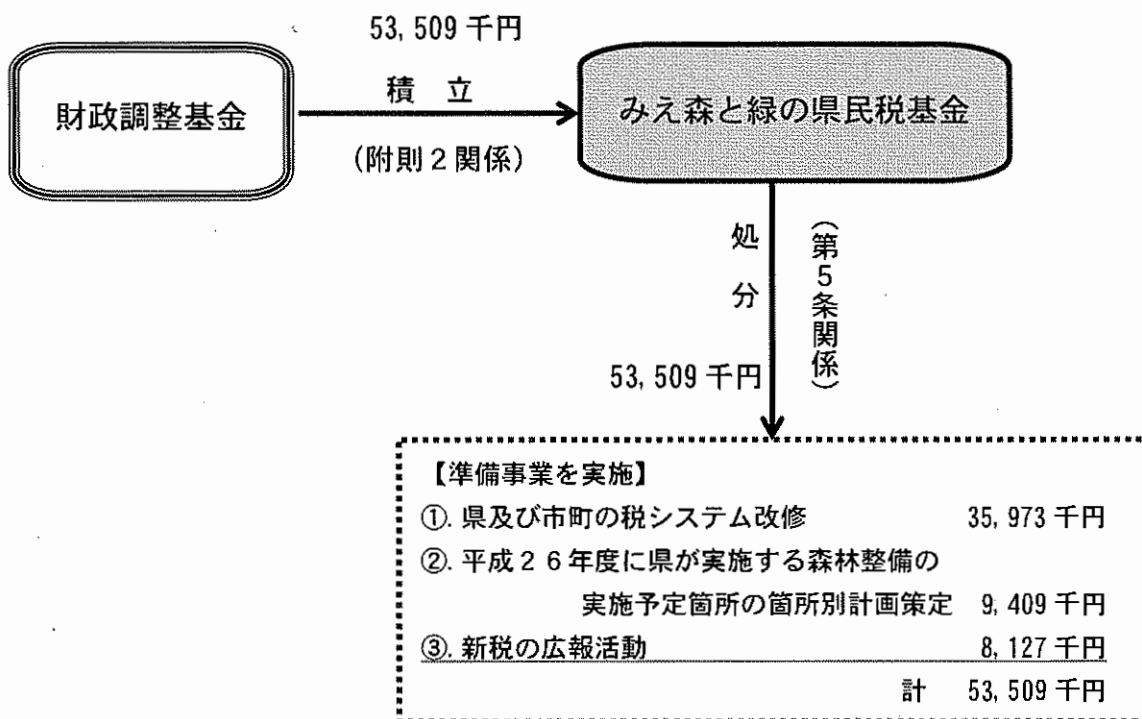 53,509 千円
財政調整基金
積 立
みえ森と緑の県民税基金
(附則2関係)
処分
(第5条関係)
53,509 千円
【準備事業を実施】
①. 県及び市町の税システム改修 35,973 千円
②. 平成26年度に県が実施する森林整備の
実施予定箇所の箇所別計画策定 9,409 千円
③. 新税の広報活動 8,127 千円
計 53,509 千円